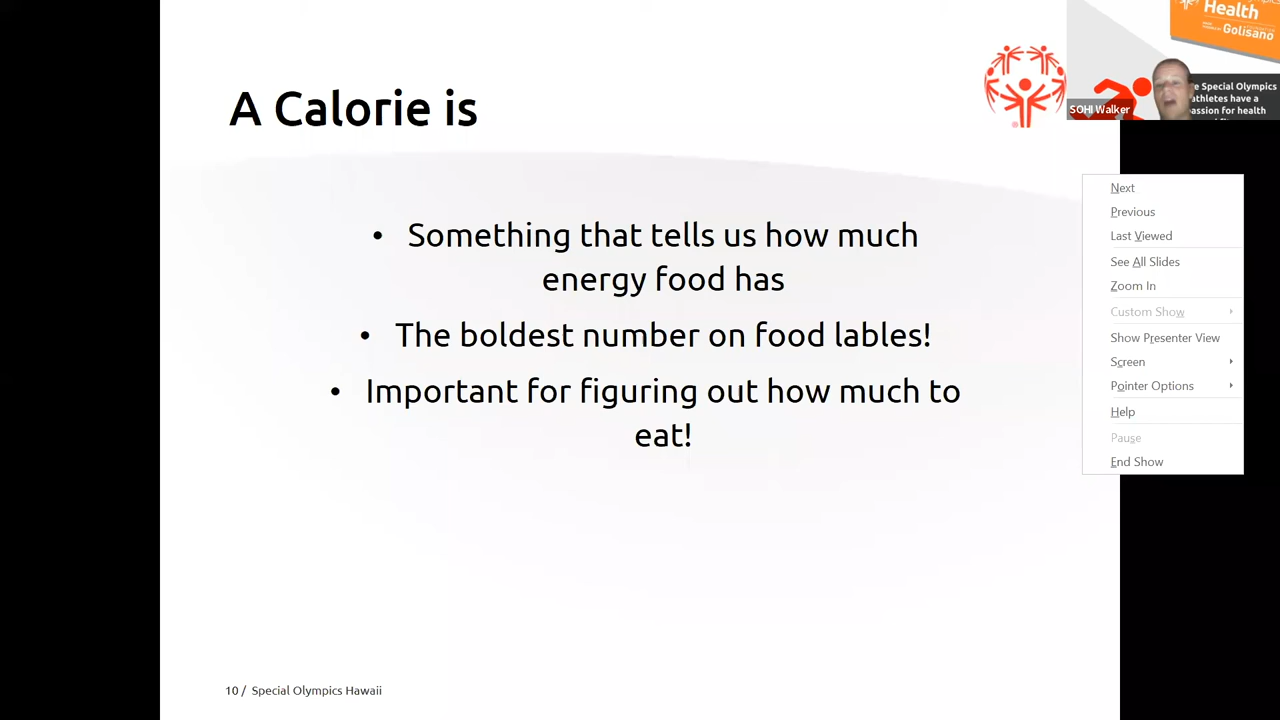 A Calorie is
• Something that tells us how much
energy food has
• The boldest number on food lables!
• Important for figuring out how much to
eat!
10 / Special Olympics Hawaii
Health
Golisano
SOHI Walker
Special Olympics
athletes have a
for health
Next
Previous
Last Viewed
See All Slides
Zoom In
Custom Show
Show Presenter View
Screen
Pointer Options
Help
Pause
End Show